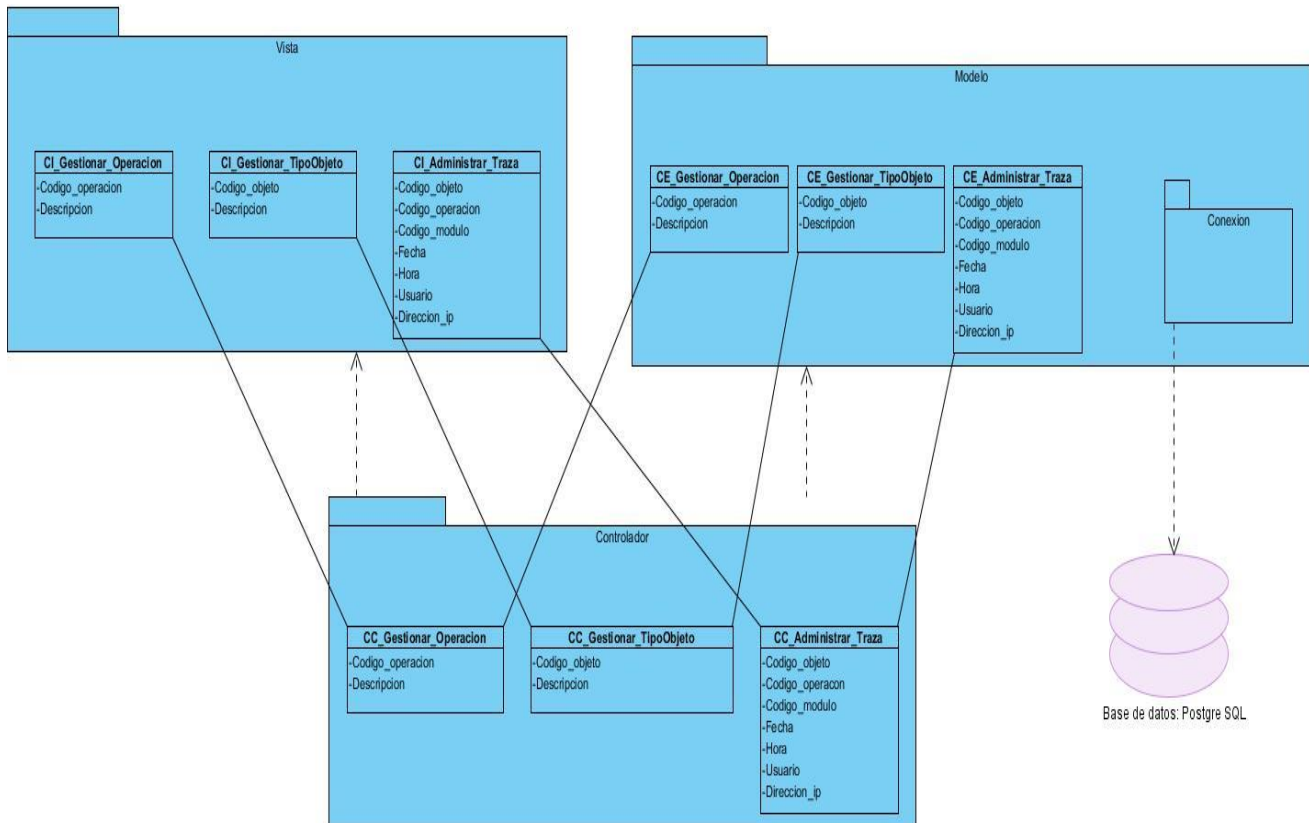 Vista
CI_Gestionar_Operacion
-Codigo_operacion
-Descripcion
CI_Gestionar_TipoObjeto
-Codigo_objeto
-Descripcion
CI_Administrar_Traza
-Codigo_objeto
-Codigo_operacion
-Codigo_modulo
-Fecha
-Hora
-Usuario
-Direccion_ip
Modelo
CE_Gestionar_Operacion
-Codigo_operacion
-Descripcion
CE_Gestionar_TipoObjeto
-Codigo_objeto
-Descripcion
CE_Administrar_Traza
-Codigo_objeto
-Codigo_operacion
-Codigo_modulo
-Fecha
-Hora
-Usuario
-Direccion_ip
Conexion
Controlador
CC_Gestionar_Operacion
-Codigo_operacion
-Descripcion
CC_Gestionar_TipoObjeto
-Codigo_objeto
-Descripcion
CC_Administrar_Traza
-Codigo_objeto
-Codigo_operacon
-Codigo_modulo
-Fecha
-Hora
-Usuario
-Direccion_ip
Base de datos: Postgre SQL